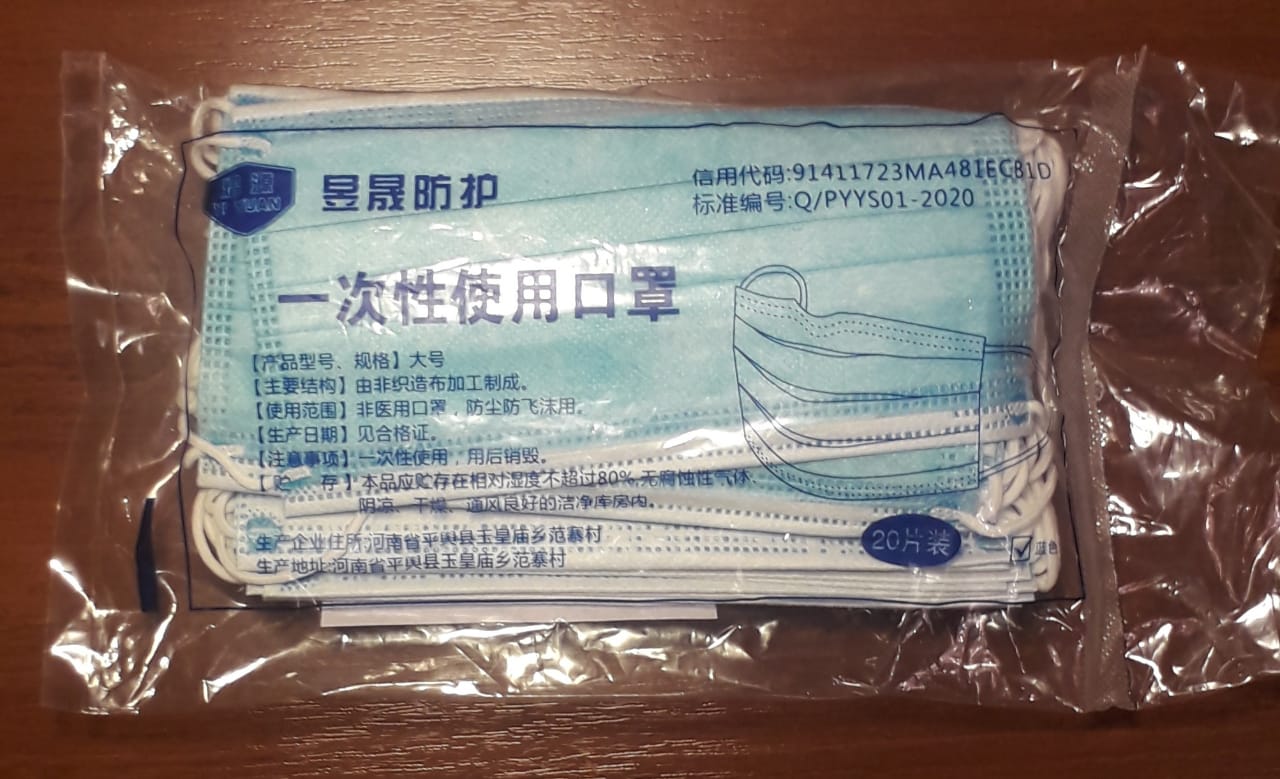 源
YUAN
昱晟防护
信用代码:91411723MA48IECB1D
标准编号:Q/PYYS01-2020
一次性使用口罩
【产品型号、规格】大号
【主要结构】由非织造布加工制成。
【使用范围】非医用口罩，防尘防飞沫用。
【生产日期】见合格证。
【注意事项】一次性使用，用后销毁。
【贮 存】本品应贮存在相对湿度不超过80%,无腐蚀性气体.
阴凉、干燥、通风良好的洁净库房内。
生产企业住所:河南省平舆县玉皇庙乡范寨村
生产地址:河南省平舆县玉皇庙乡范寨村
20片装
蓝色